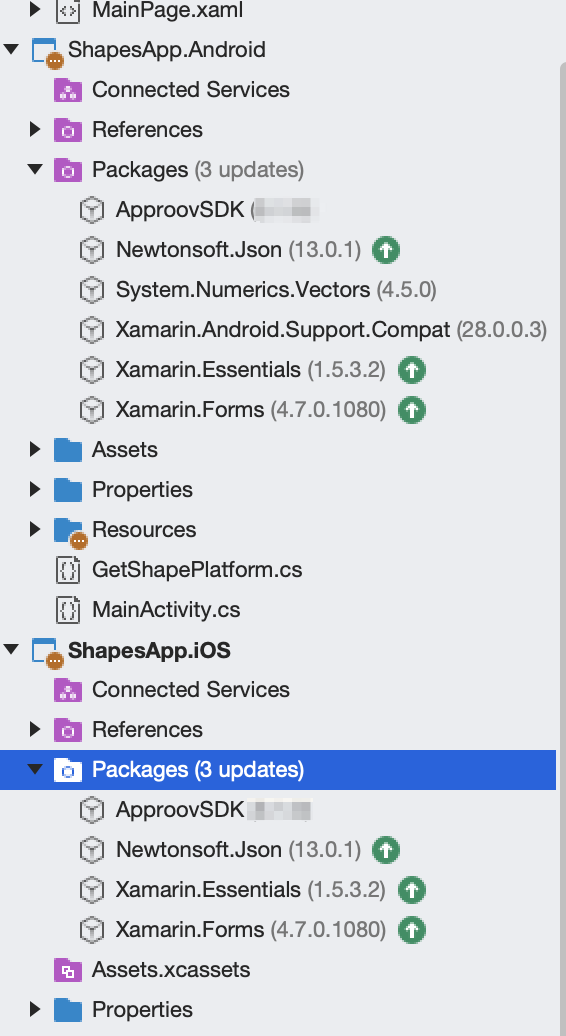 MainPage.xaml
ShapesApp.Android
Connected Services
References
Packages (3 updates)
ApproovSDK (
Newtonsoft.Json (13.0.1)
System.Numerics.Vectors (4.5.0)
Xamarin.Android.Support.Compat (28.0.0.3)
Xamarin.Essentials (1.5.3.2)
Xamarin.Forms (4.7.0.1080)
Assets
Properties
Resources
GetShapePlatform.cs
MainActivity.cs
ShapesApp.iOS
Connected Services
References
Packages (3 updates)
ApproovSDK
Newtonsoft.Json (13.0.1)
Xamarin.Essentials (1.5.3.2)
Xamarin.Forms (4.7.0.1080)
Assets.xcassets
Properties